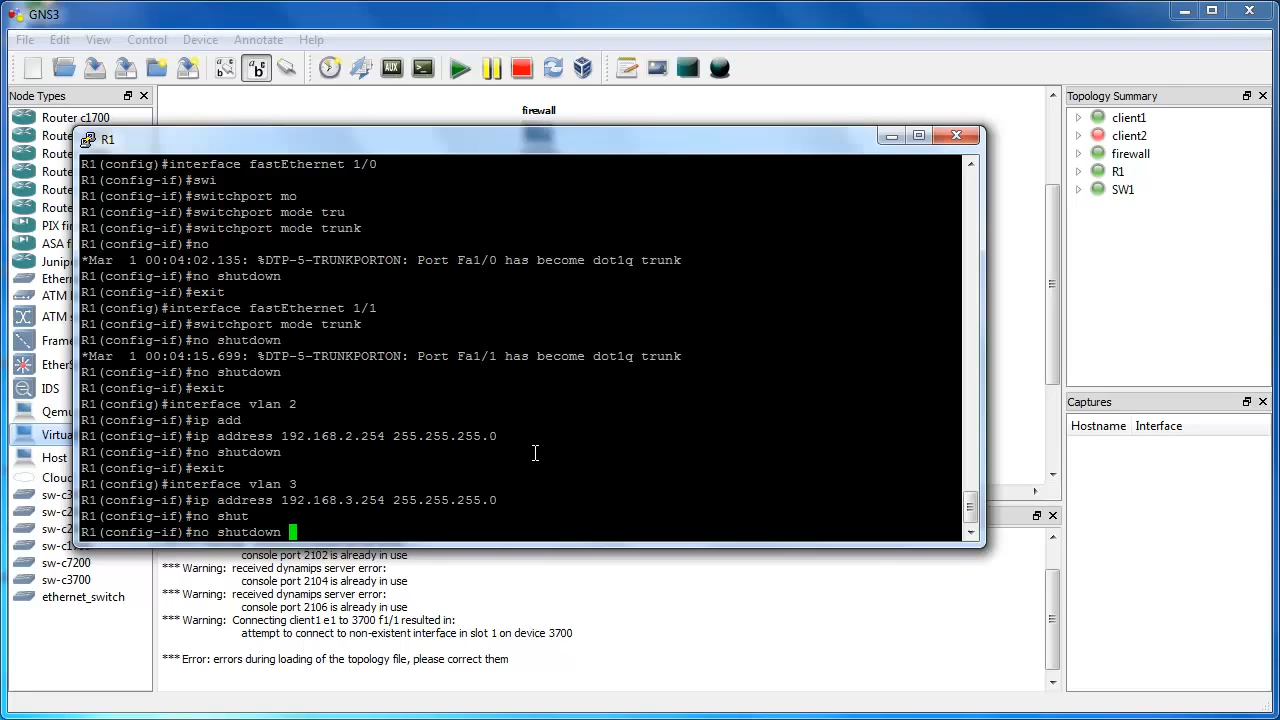 GNS3
File Edit View Control Device Annotate Help
Node Types
Router c1700
Route
Route
Route
Route
Route
PIX fi
ASA f
Junip
Ether
ATM b
ATM s
Frame
EtherS
IDS
Qemu
Virtua
Host
Cloud
sw-c3
sw-c2
sw-c2
sw-c1
sw-c7200
sw-c3700
ethernet_switch
firewall
R1
R1(config)#interface fastEthernet 1/0
R1(config-if)#swi
R1(config-if)#switchport mo
R1(config-if)#switchport mode tru
R1(config-if)#switchport mode trunk
R1(config-if)#no
*Mar  1 00:04:02.135: %DTP-5-TRUNKPORTON: Port Fa1/0 has become dot1q trunk
R1(config-if)#no shutdown
R1(config-if)#exit
R1(config)#interface fastEthernet 1/1
R1(config-if)#switchport mode trunk
R1(config-if)#no shutdown
*Mar  1 00:04:15.699: %DTP-5-TRUNKPORTON: Port Fa1/1 has become dot1q trunk
R1(config-if)#no shutdown
R1(config-if)#exit
R1(config)#interface vlan 2
R1(config-if)#ip add
R1(config-if)#ip address 192.168.2.254 255.255.255.0
R1(config-if)#no shutdown
R1(config-if)#exit
R1(config)#interface vlan 3
R1(config-if)#ip address 192.168.3.254 255.255.255.0
R1(config-if)#no shut
R1(config-if)#no shutdown
console port 2102 is already in use
*** Warning: received dynamips server error:
console port 2104 is already in use
*** Warning: received dynamips server error:
console port 2106 is already in use
*** Warning: Connecting client1 e1 to 3700 f1/1 resulted in:
attempt to connect to non-existent interface in slot 1 on device 3700
*** Error: errors during loading of the topology file, please correct them
Topology Summary
client1
client2
firewall
R1
SW1
Captures
Hostname Interface